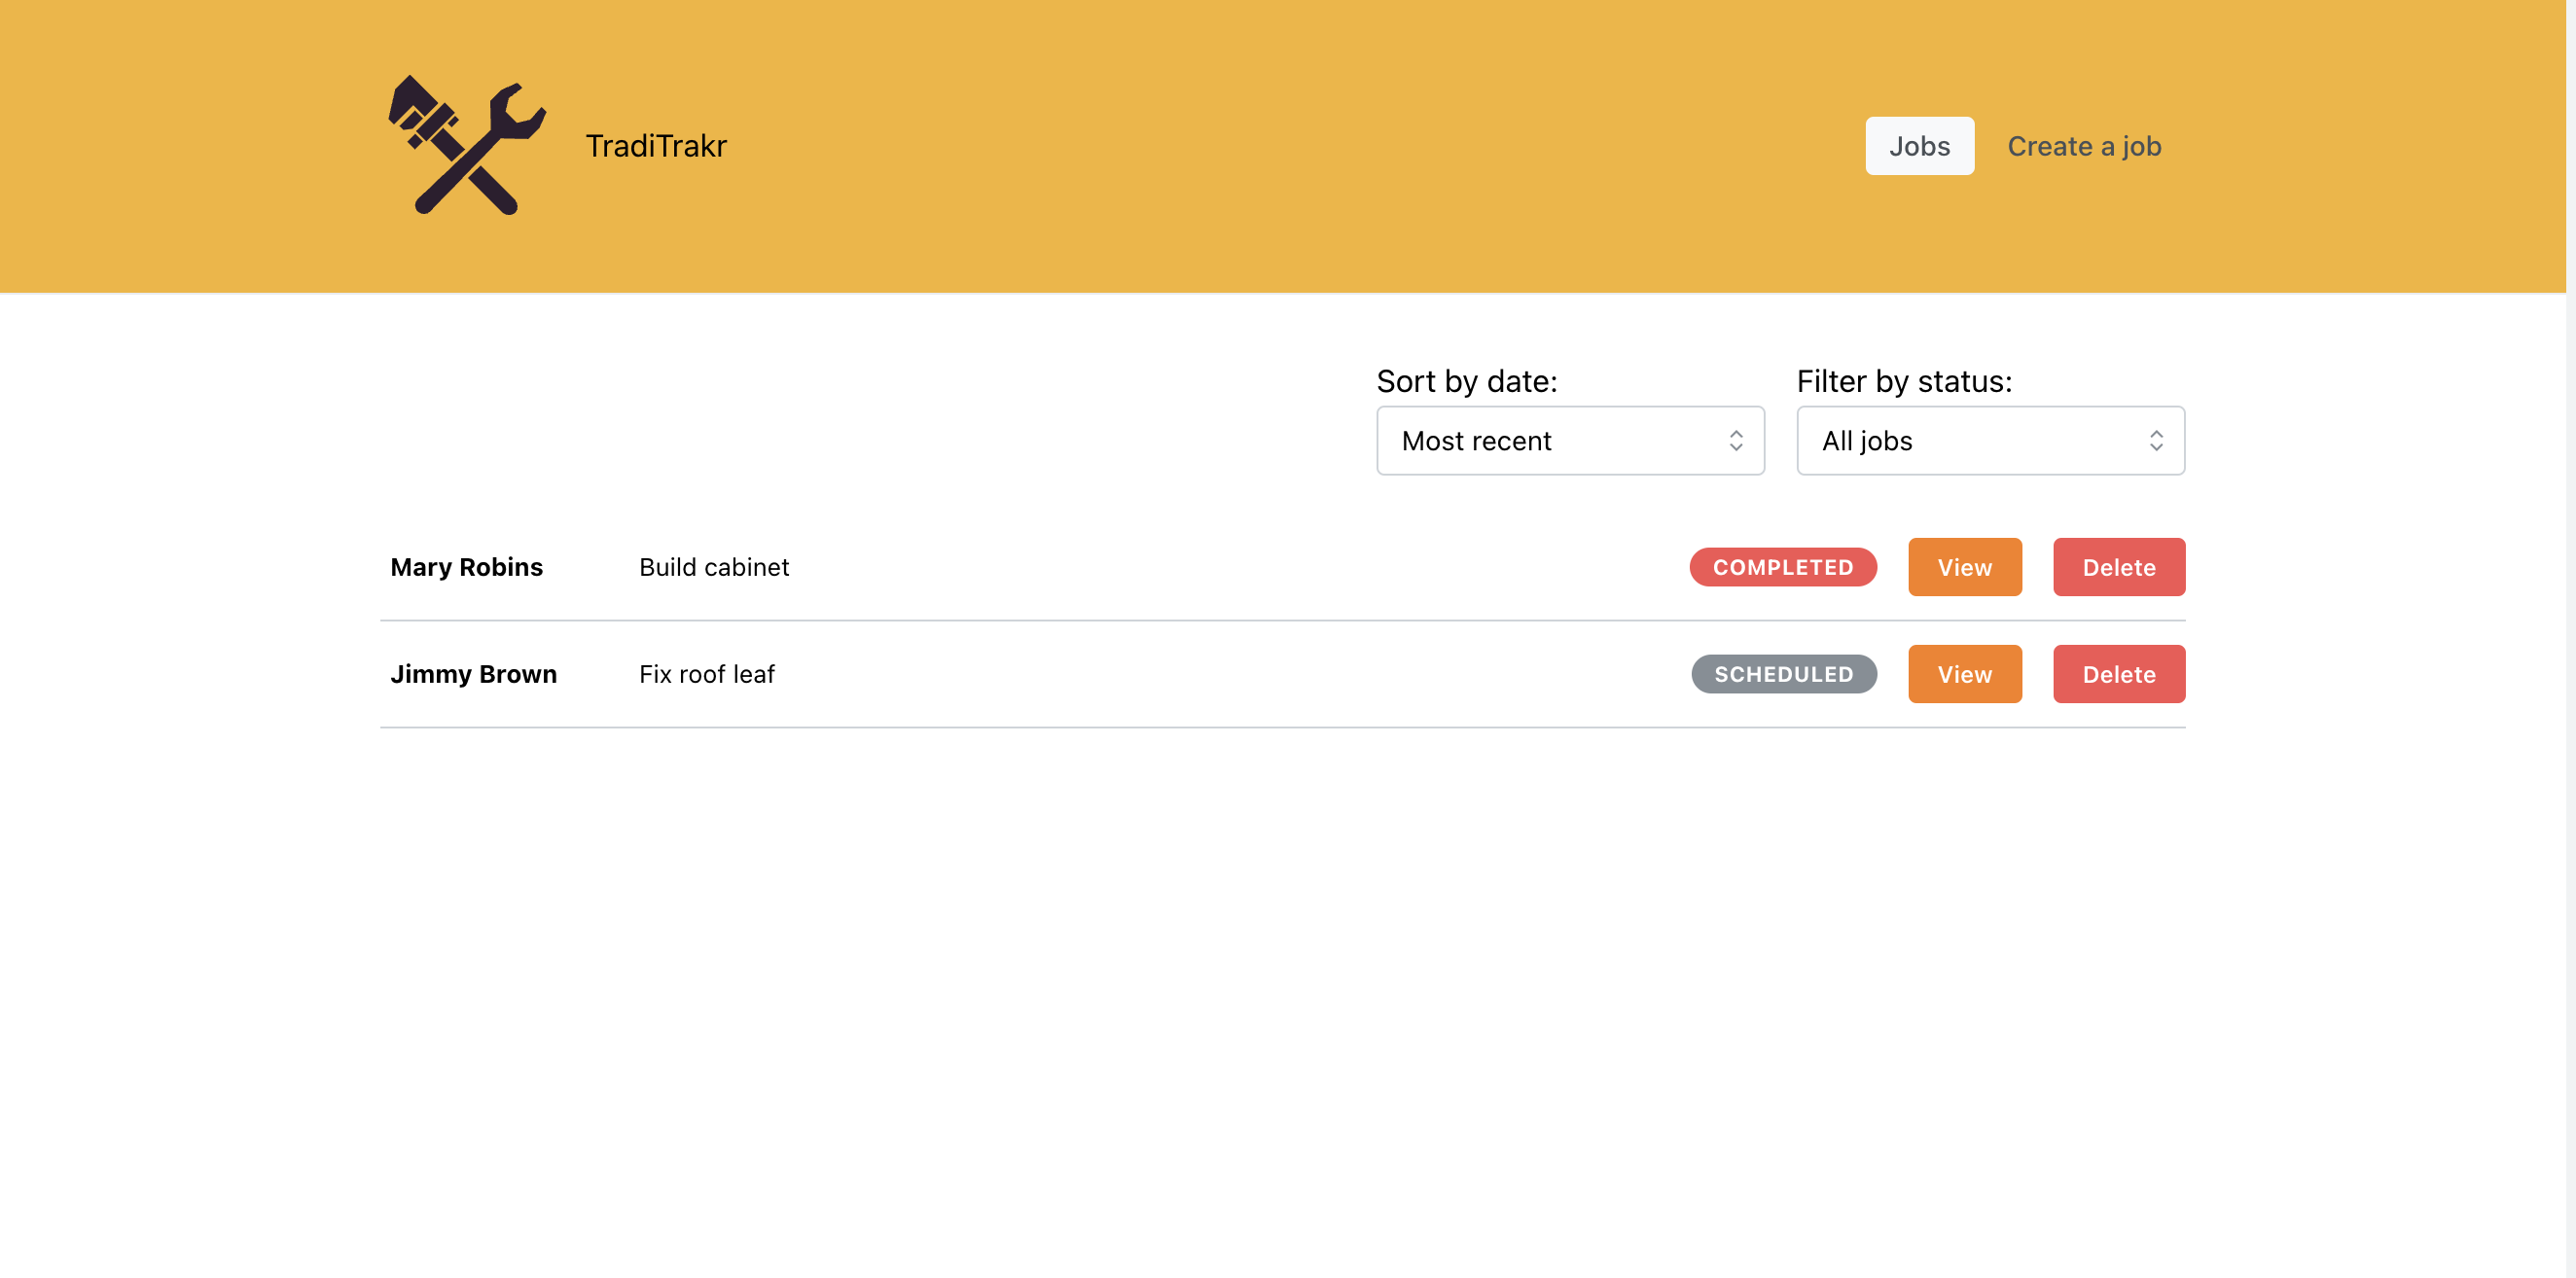 TradiTrakr
Jobs Create a job
Sort by date: Filter by status:
Most recent All jobs
Mary Robins Build cabinet COMPLETED View Delete
Jimmy Brown Fix roof leaf SCHEDULED View Delete